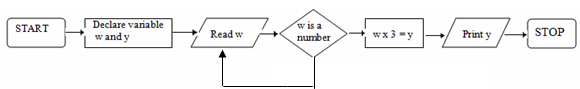 START
Declare variable
w and y
Read w
w is a
number
w x 3 = y
Print y
STOP